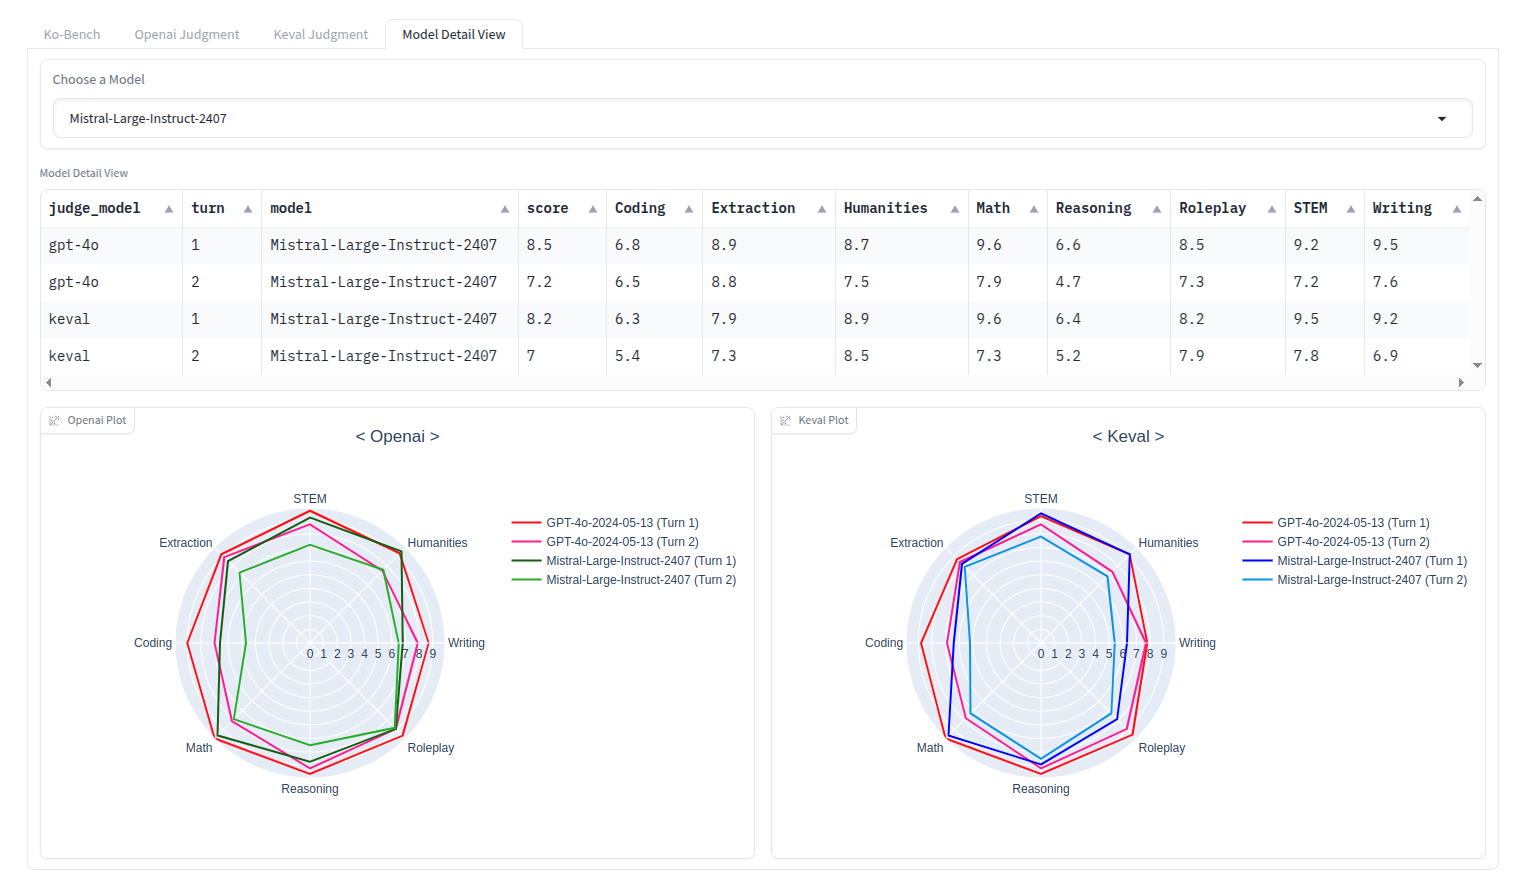 Ko-Bench Openai Judgment Keval Judgment Model Detail View
Choose a Model
Mistral-Large-Instruct-2407
Model Detail View
judge_model turn model score Coding Extraction Humanities Math Reasoning Roleplay STEM Writing
gpt-4o 1 Mistral-Large-Instruct-2407 8.5 6.8 8.9 8.7 9.6 6.6 8.5 9.2 9.5
gpt-4o 2 Mistral-Large-Instruct-2407 7.2 6.5 8.8 7.5 7.9 4.7 7.3 7.2 7.6
keval 1 Mistral-Large-Instruct-2407 8.2 6.3 7.9 8.9 9.6 6.4 8.2 9.5 9.2
keval 2 Mistral-Large-Instruct-2407 7 5.4 7.3 8.5 7.3 5.2 7.9 7.8 6.9
Openai Plot
< Openai >
STEM
Extraction
Humanities
Coding
Writing
0 1 2 3 4 5 6 7 8 9
Math
Roleplay
Reasoning
GPT-4o-2024-05-13 (Turn 1)
GPT-4o-2024-05-13 (Turn 2)
Mistral-Large-Instruct-2407 (Turn 1)
Mistral-Large-Instruct-2407 (Turn 2)
Keval Plot
< Keval >
STEM
Extraction
Humanities
Coding
Writing
0 1 2 3 4 5 6 7 8 9
Math
Roleplay
Reasoning
GPT-4o-2024-05-13 (Turn 1)
GPT-4o-2024-05-13 (Turn 2)
Mistral-Large-Instruct-2407 (Turn 1)
Mistral-Large-Instruct-2407 (Turn 2)